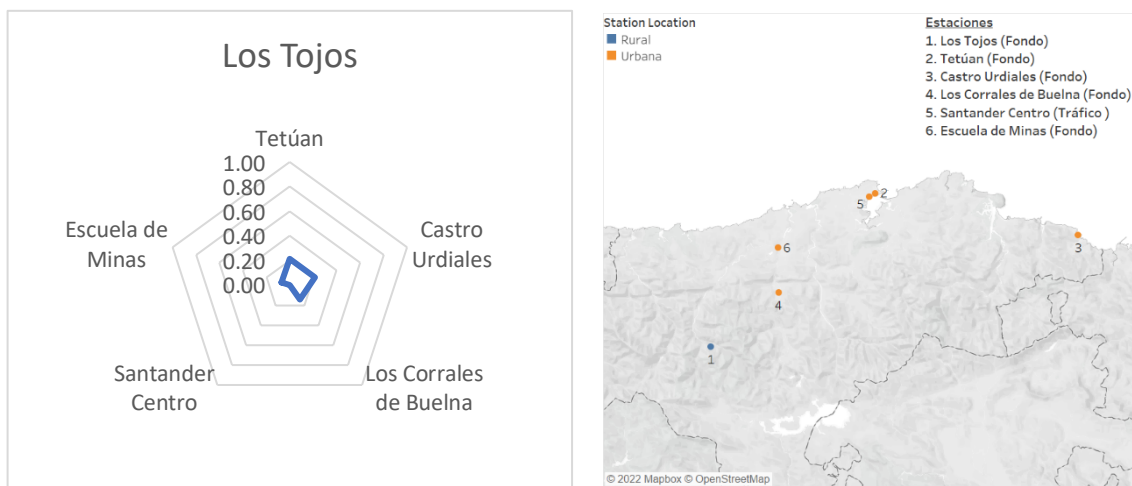 Los Tojos
Tetúan
1.00
0.80
0.60
0.40
0.20
0.00
Escuela de
Minas
Castro
Urdiales
Santander
Centro
Los Corrales
de Buelna
Station Location
Rural
Urbana
Estaciones
1. Los Tojos (Fondo)
2. Tetúan (Fondo)
3. Castro Urdiales (Fondo)
4. Los Corrales de Buelna (Fondo)
5. Santander Centro (Tráfico )
6. Escuela de Minas (Fondo)
2
5
3
6
4
1
© 2022 Mapbox © OpenStreetMap